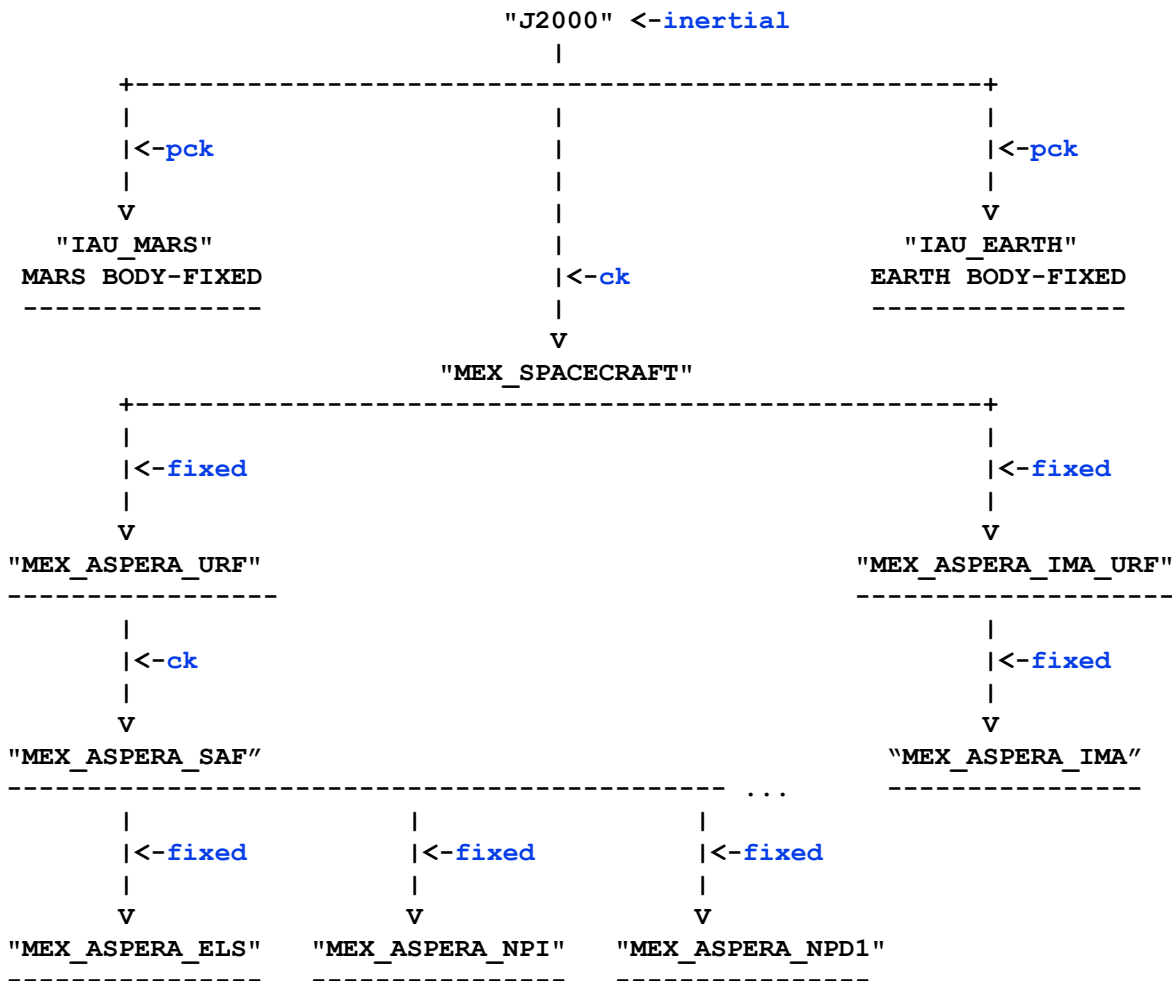 "J2000" <-inertial
|
+-----------------------------------------------------+
| | |
|<-pck | |<-pck
| | |
V | V
"IAU_MARS" | "IAU_EARTH"
MARS BODY-FIXED |<-ck EARTH BODY-FIXED
--------------- | ----------------
V
"MEX_SPACECRAFT"
+-----------------------------------------------------+
| |
|<-fixed |<-fixed
| |
V V
"MEX_ASPERA_URF" "MEX_ASPERA_IMA_URF"
----------------- --------------------
| |
|<-ck |<-fixed
| |
V V
"MEX_ASPERA_SAF” “MEX_ASPERA_IMA”
--------------------------------------------- ... ----------------
| | |
|<-fixed |<-fixed |<-fixed
| | |
V V V
"MEX_ASPERA_ELS" "MEX_ASPERA_NPI" "MEX_ASPERA_NPD1"
---------------- ---------------- ----------------